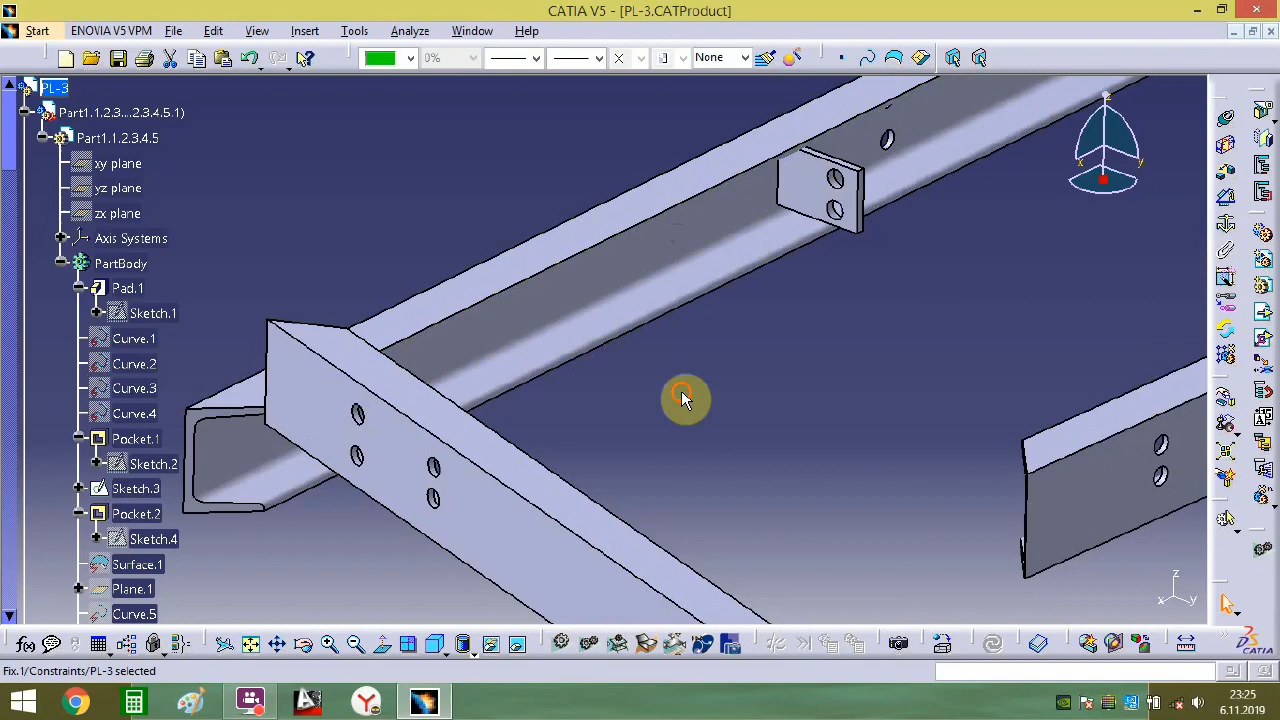 CATIA V5 - [PL-3.CATProduct]
Start ENOVIA V5 VPM File Edit View Insert Tools Analyze Window Help
0% None
PL-3
Part1.1.2.3....2.3.4.5.1)
Part1.1.2.3.4.5
xy plane
yz plane
zx plane
Axis Systems
PartBody
Pad.1
Sketch.1
Curve.1
Curve.2
Curve.3
Curve.4
Pocket.1
Sketch.2
Sketch.3
Pocket.2
Sketch.4
Surface.1
Plane.1
Curve.5
z
x y
z
x y
f(x)
CATIA
Fix.1/Constraints/PL-3 selected
23:25
6.11.2019